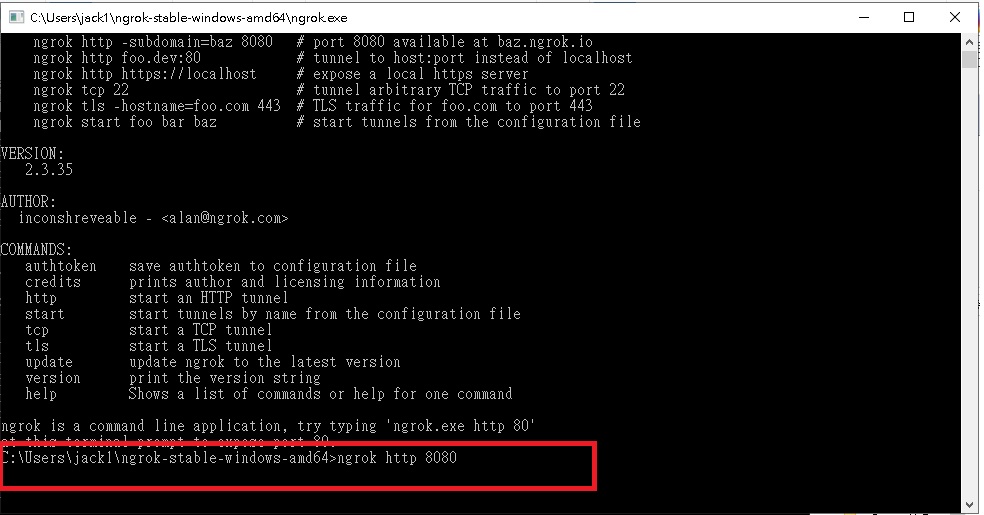 C:\Users\jack1\ngrok-stable-windows-amd64\ngrok.exe
ngrok http -subdomain=baz 8080 # port 8080 available at baz.ngrok.io
ngrok http foo.dev:80 # tunnel to host:port instead of localhost
ngrok http https://localhost # expose a local https server
ngrok tcp 22 # tunnel arbitrary TCP traffic to port 22
ngrok tls -hostname=foo.com 443 # TLS traffic for foo.com to port 443
ngrok start foo bar baz # start tunnels from the configuration file
VERSION:
2.3.35
AUTHOR:
inconshreveable - <alan@ngrok.com>
COMMANDS:
authtoken save authtoken to configuration file
credits prints author and licensing information
http start an HTTP tunnel
start start tunnels by name from the configuration file
tcp start a TCP tunnel
tls start a TLS tunnel
update update ngrok to the latest version
version print the version string
help Shows a list of commands or help for one command
ngrok is a command line application, try typing 'ngrok.exe http 80'
at this terminal prompt to expose port 80.
C:\Users\jack1\ngrok-stable-windows-amd64>ngrok http 8080